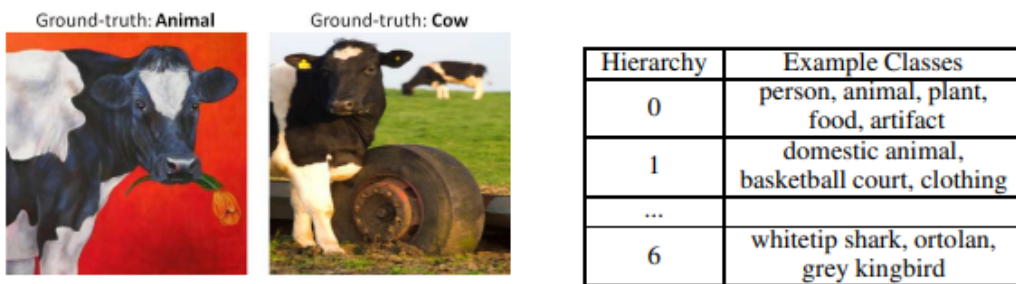 Ground-truth: Animal
Ground-truth: Cow
Hierarchy Example Classes
0 person, animal, plant,
food, artifact
1 domestic animal,
basketball court, clothing
...
6 whitetip shark, ortolan,
grey kingbird